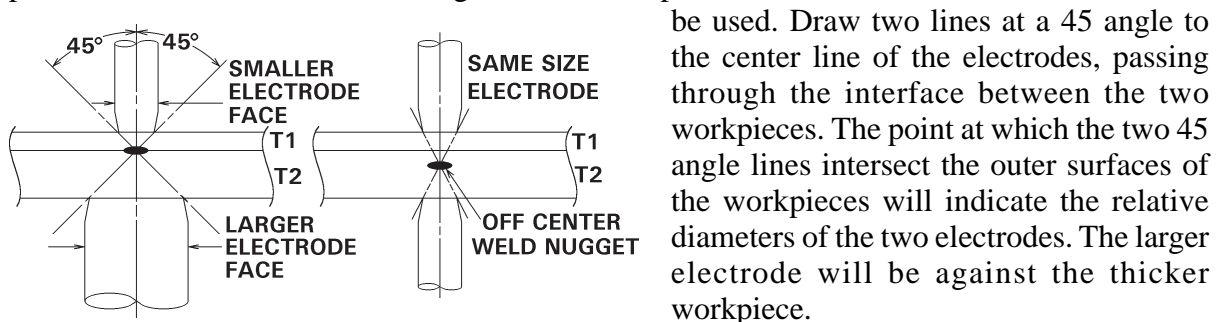 be used. Draw two lines at a 45 angle to
the center line of the electrodes, passing
through the interface between the two
workpieces. The point at which the two 45
angle lines intersect the outer surfaces of
the workpieces will indicate the relative
diameters of the two electrodes. The larger
electrode will be against the thicker
workpiece.
45° 45°
SMALLER
ELECTRODE
FACE
T1
T2
LARGER
ELECTRODE
FACE
SAME SIZE
ELECTRODE
T1
T2
OFF CENTER
WELD NUGGET